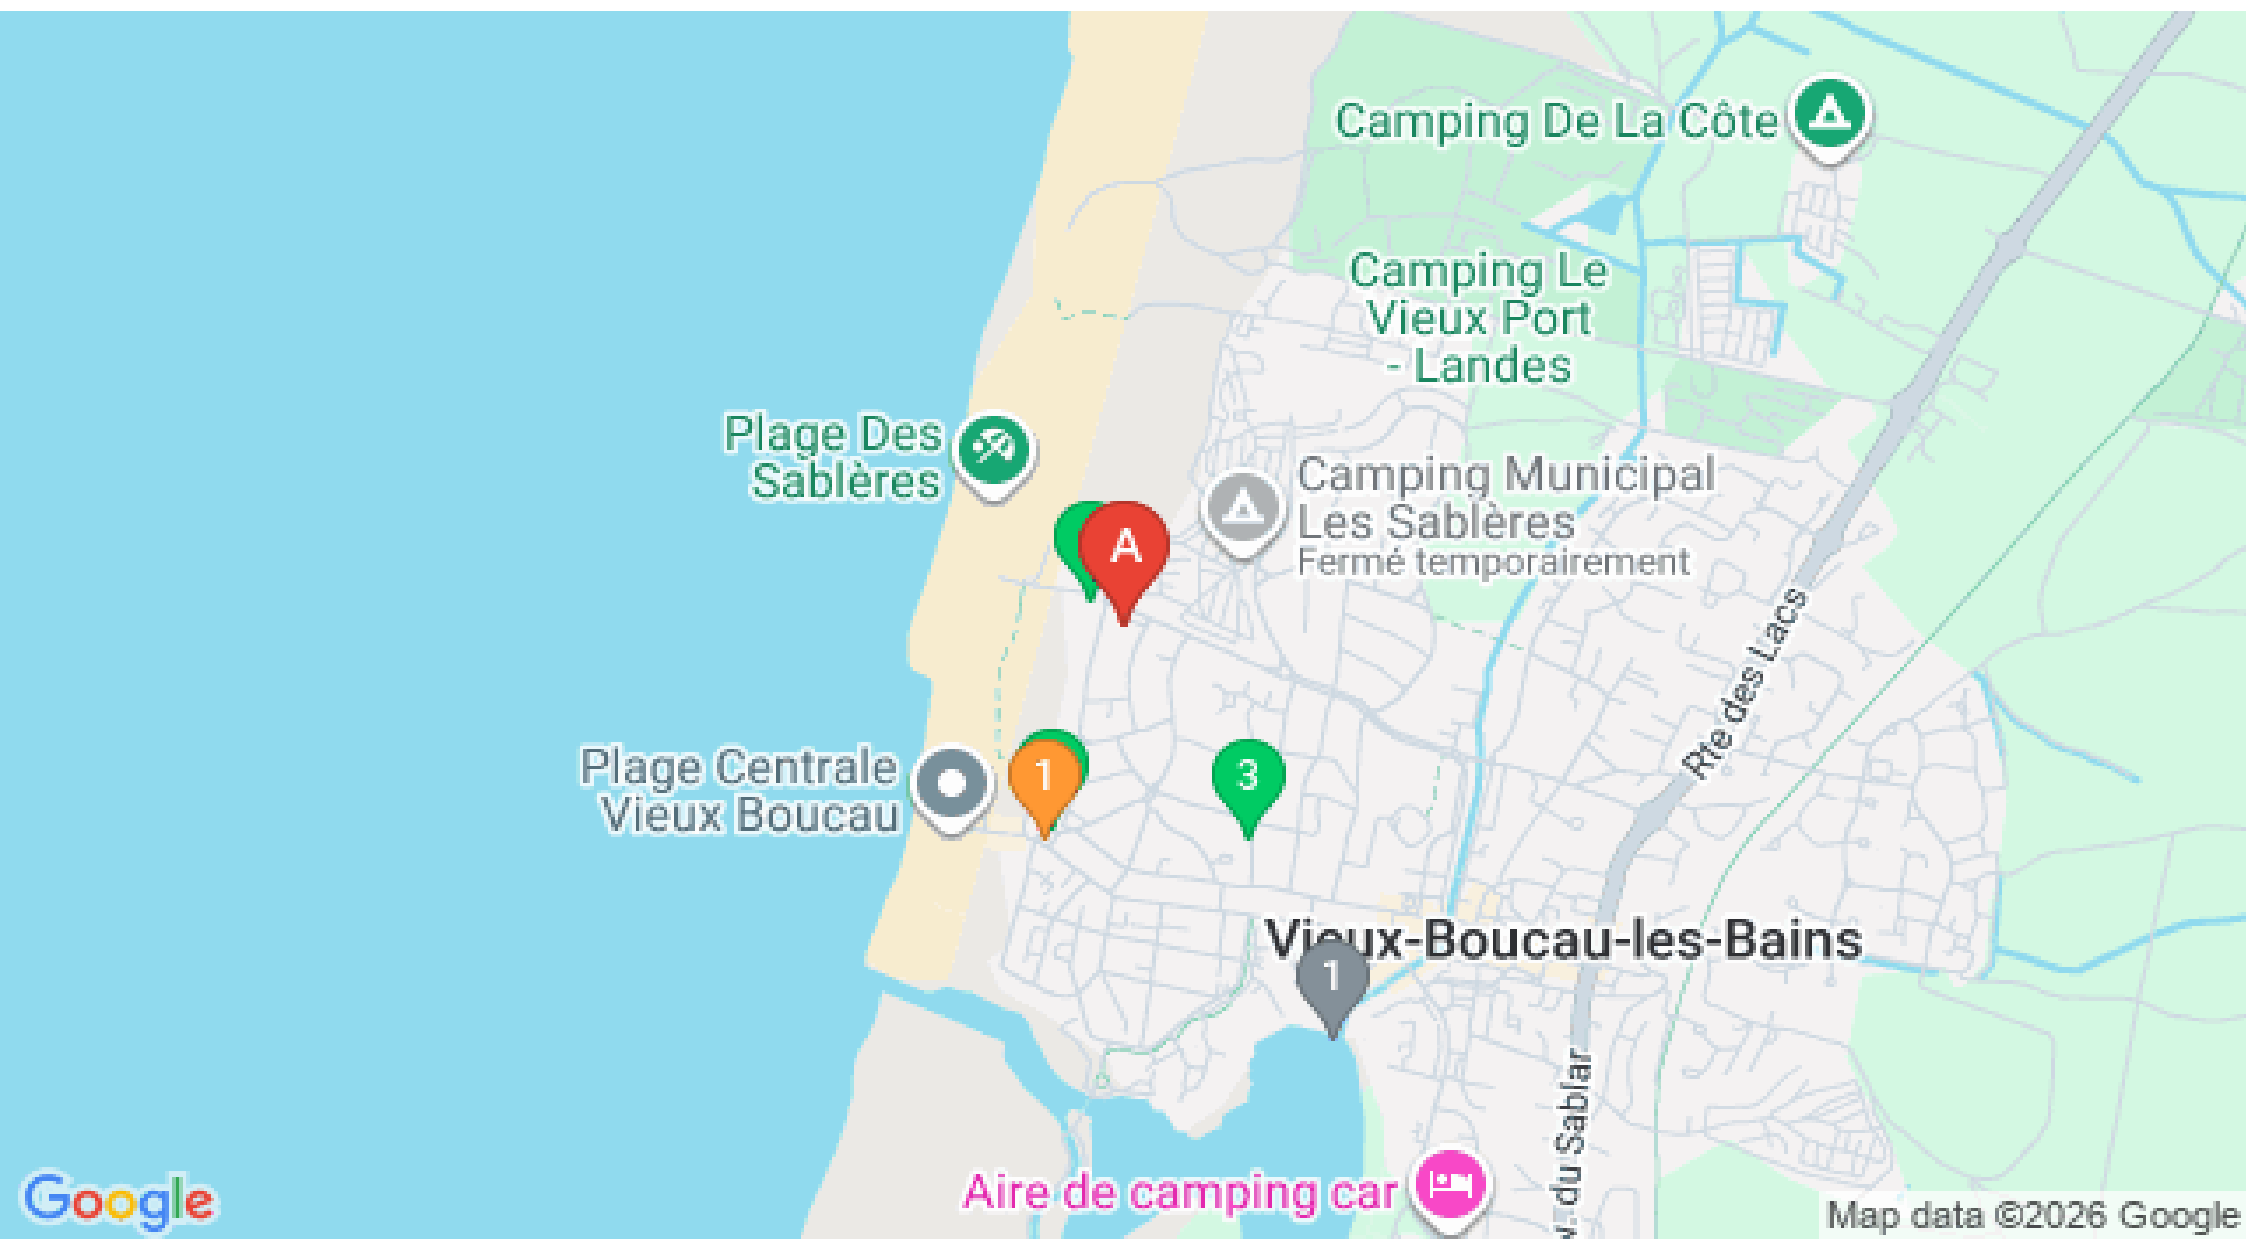 Camping De La Côte
Camping Le
Vieux Port
- Landes
Plage Des
Sablères
Camping Municipal
Les Sablères
Fermé temporairement
A
Rte des Lacs
Plage Centrale
Vieux Boucau
1
3
Vieux-Boucau-les-Bains
1
Aire de camping car
v. du Sablar
Google
Map data ©2026 Google